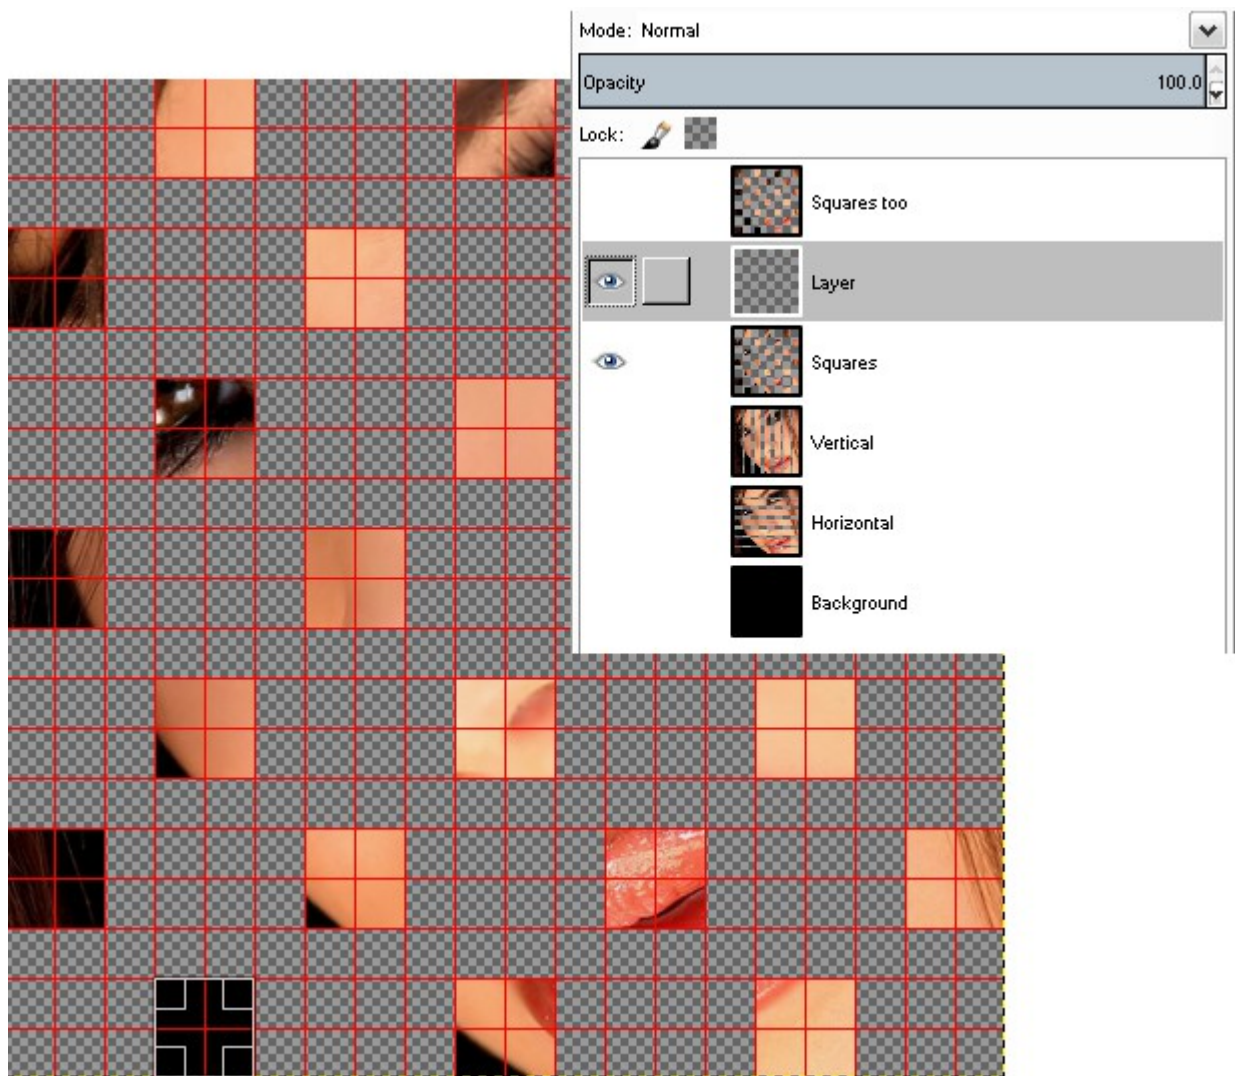 Mode: Normal
Opacity 100.0
Lock:
Squares too
Layer
Squares
Vertical
Horizontal
Background